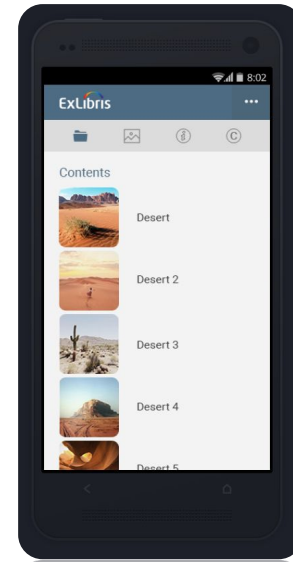 8:02
ExLibris
•••
C
Contents
Desert
Desert 2
Desert 3
Desert 4
Desert 5